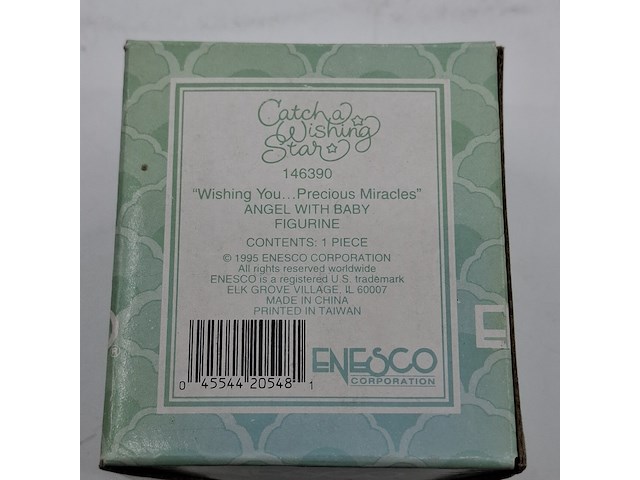 Catch a
Wishing
Star
146390
"Wishing You...Precious Miracles"
ANGEL WITH BABY
FIGURINE
CONTENTS: 1 PIECE
© 1995 ENESCO CORPORATION
All rights reserved worldwide
ENESCO is a registered U.S. trademark
ELK GROVE VILLAGE, IL 60007
MADE IN CHINA
PRINTED IN TAIWAN
0 45544 20548 1
ENESCO
CORPORATION
®
E